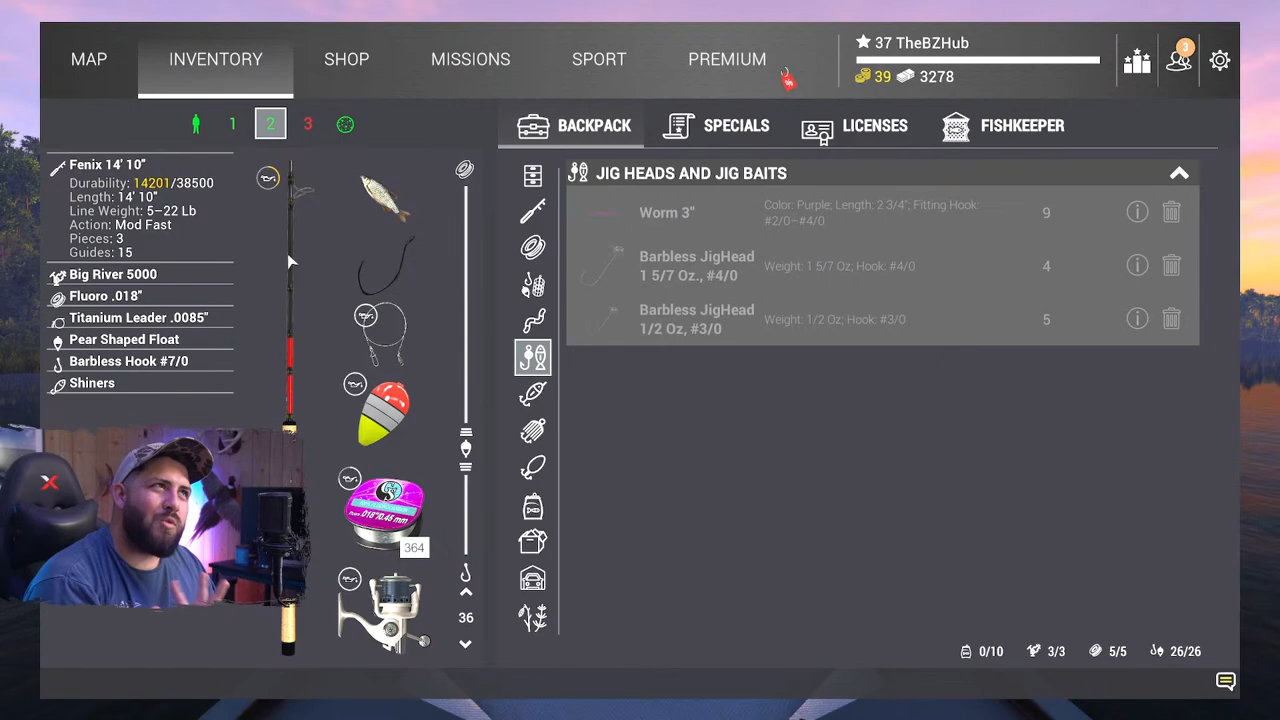 MAP
INVENTORY
SHOP
MISSIONS
SPORT
PREMIUM
%
37 TheBZHub
39 3278
3
1 2 3
BACKPACK
SPECIALS
LICENSES
FISHKEEPER
Fenix 14' 10"
Durability: 14201/38500
Length: 14' 10"
Line Weight: 5–22 Lb
Action: Mod Fast
Pieces: 3
Guides: 15
Big River 5000
Fluoro .018"
Titanium Leader .0085"
Pear Shaped Float
Barbless Hook #7/0
Shiners
.018"/0.45 mm
364
36
JIG HEADS AND JIG BAITS
Worm 3"
Color: Purple; Length: 2 3/4"; Fitting Hook:
#2/0–#4/0
9
Barbless JigHead
1 5/7 Oz., #4/0
Weight: 1 5/7 Oz; Hook: #4/0
4
Barbless JigHead
1/2 Oz, #3/0
Weight: 1/2 Oz; Hook: #3/0
5
X
0/10
3/3
5/5
26/26